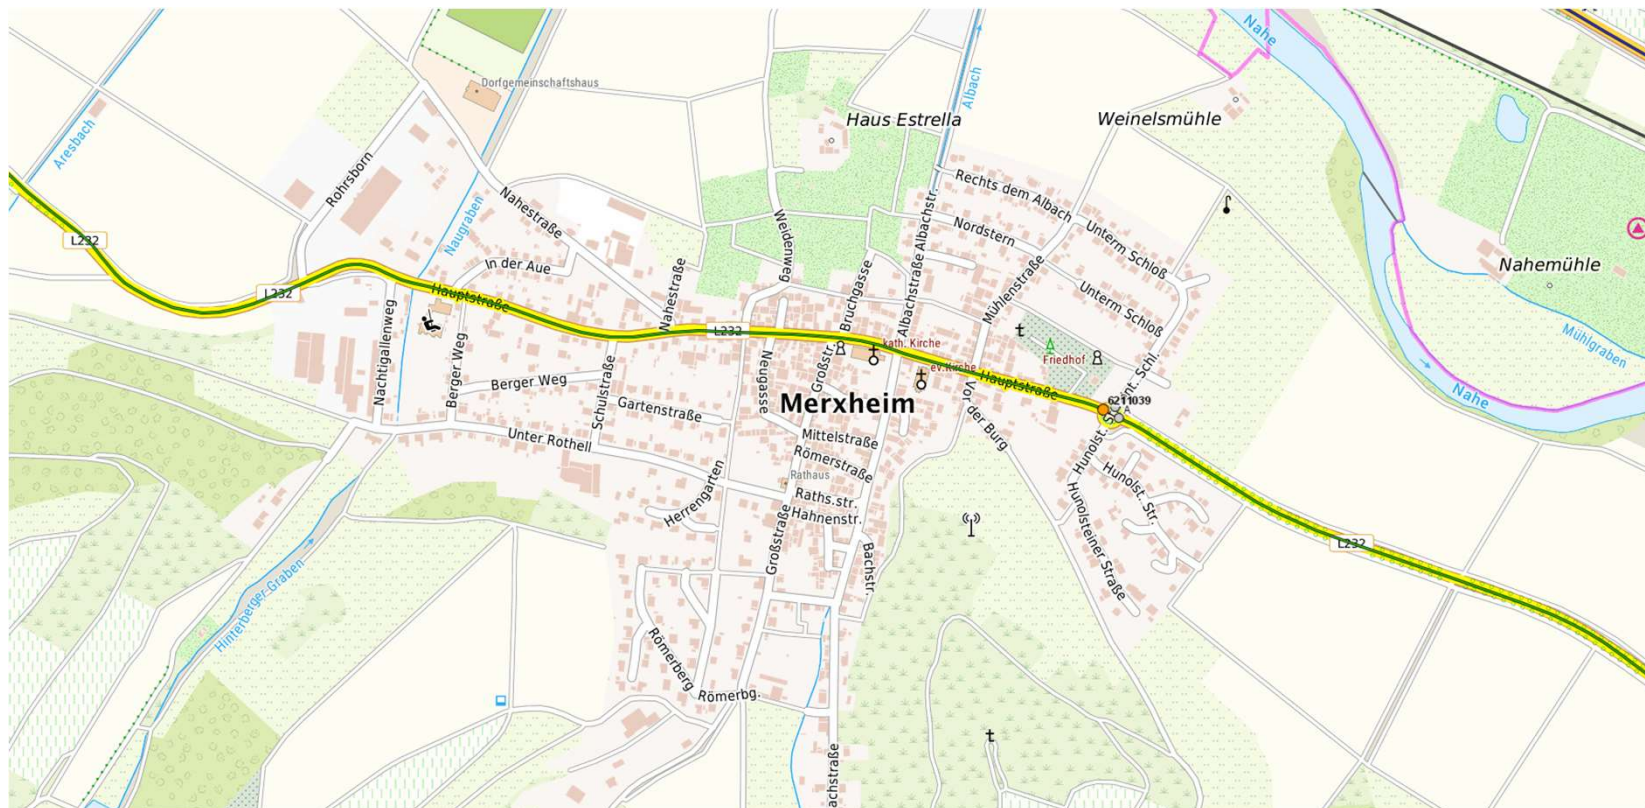 Nahe
Dorfgemeinschaftshaus
Albach
Haus Estrella
Weinelsmühle
Aresbach
Rohrsborn
Rechts dem Albach
Nahestraße
Albachstr.
Nordstern
Unterm Schloß
Naugraben
Weidenweg
L232
In der Aue
Nahemühle
Nahestraße
Bruchgasse
Albachstraße
Mühlenstraße
Unterm Schloß
L232
Hauptstraße
L232
Mühlgraben
kath. Kirche
Friedhof
ev.Kirche
Nachtigallenweg
Berger Weg
Berger Weg
Schulstraße
Neugasse
Großstr.
Hauptstraße
Nahe
Merxheim
6211039
A
Gartenstraße
Vor der Burg
Unter Rothell
Mittelstraße
Römerstraße
Hunolst.
Hunolst. Str.
Rathaus
Herrengarten
Raths.str.
Hahnenstr.
Großstraße
Bachstr.
Hunolsteiner Straße
L232
Hinterberger Graben
Römerberg
Römerbg.
achstraße